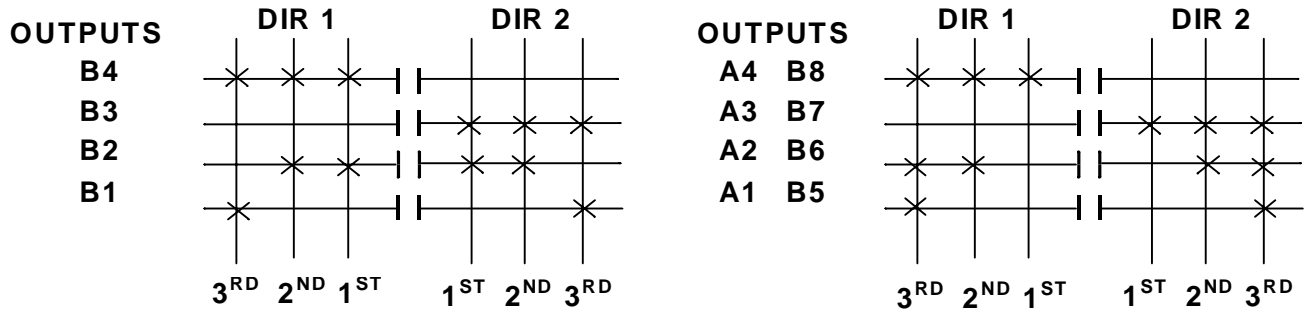 DIR 1 DIR 2
OUTPUTS
B4
B3
B2
B1
3RD 2ND 1ST 1ST 2ND 3RD
DIR 1 DIR 2
OUTPUTS
A4 B8
A3 B7
A2 B6
A1 B5
3RD 2ND 1ST 1ST 2ND 3RD